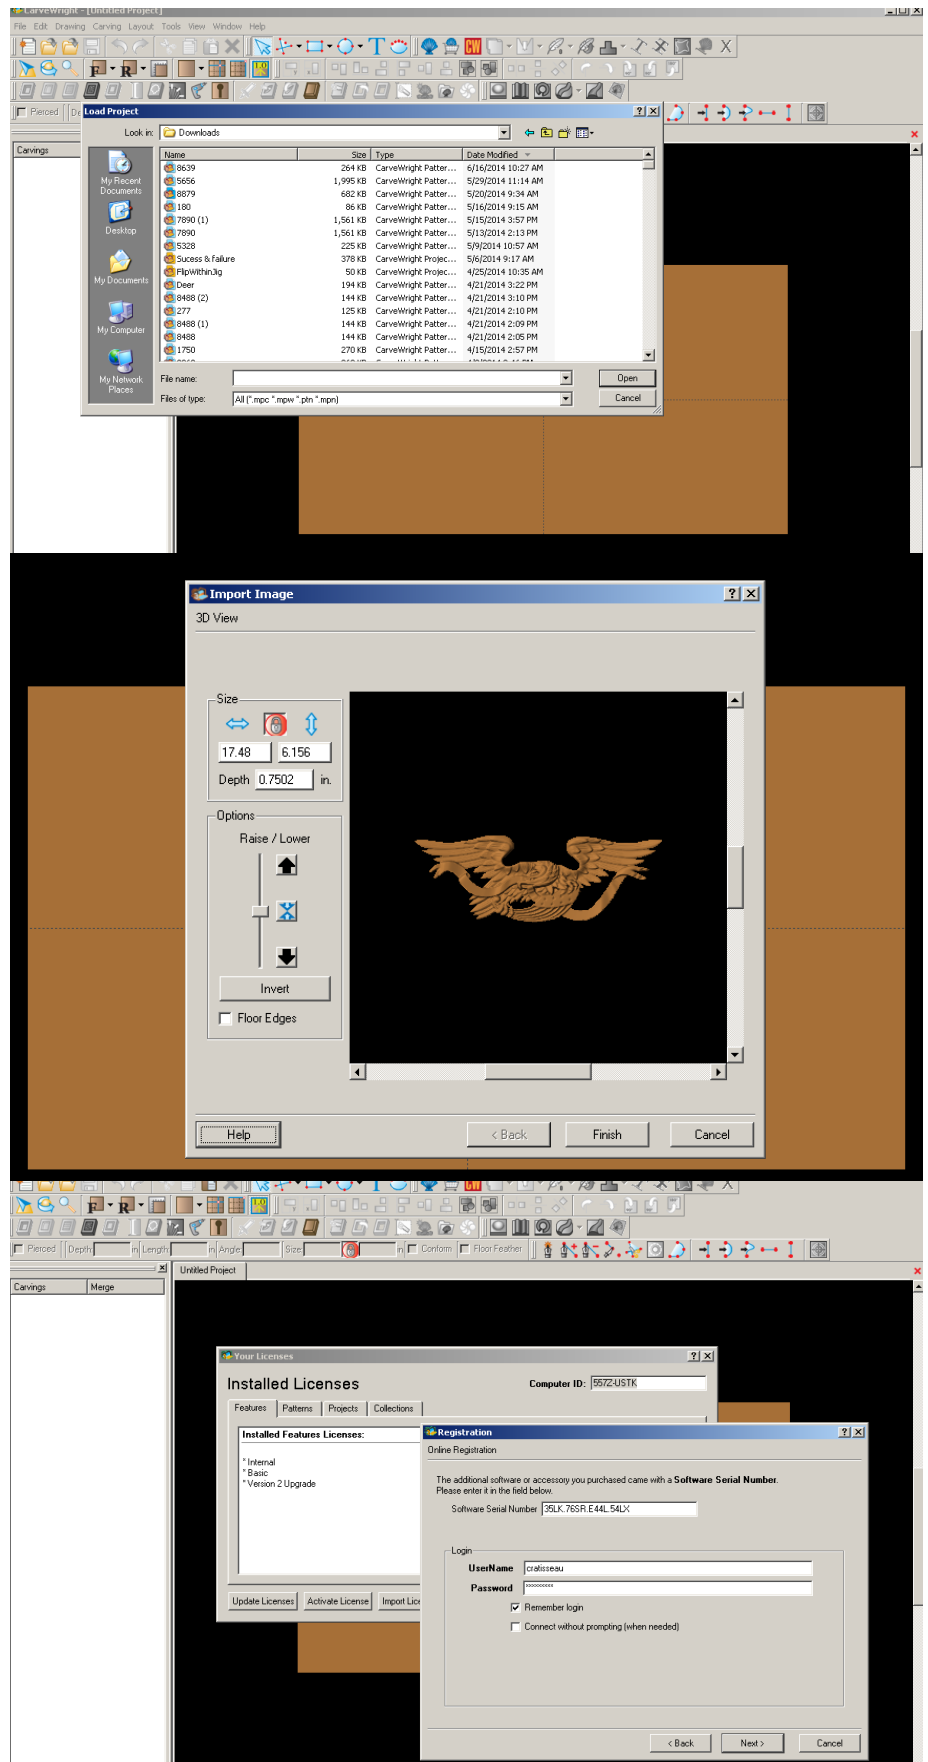 CarveWright - [Untitled Project]
File Edit Drawing Carving Layout Tools View Window Help
Pierced
Load Project
Look in: Downloads
Carvings
Name Size Type Date Modified
8639 264 KB CarveWright Patter... 6/16/2014 10:27 AM
5656 1,995 KB CarveWright Patter... 5/29/2014 11:14 AM
8879 682 KB CarveWright Patter... 5/20/2014 9:34 AM
180 86 KB CarveWright Patter... 5/16/2014 9:15 AM
7890 (1) 1,561 KB CarveWright Patter... 5/15/2014 3:57 PM
7890 1,561 KB CarveWright Patter... 5/13/2014 2:13 PM
5328 225 KB CarveWright Patter... 5/9/2014 10:57 AM
Sucess & failure 378 KB CarveWright Projec... 5/6/2014 9:17 AM
FlipWithinJig 50 KB CarveWright Projec... 4/25/2014 10:35 AM
Deer 194 KB CarveWright Patter... 4/21/2014 3:22 PM
8488 (2) 144 KB CarveWright Patter... 4/21/2014 3:10 PM
277 125 KB CarveWright Patter... 4/21/2014 2:10 PM
8488 (1) 144 KB CarveWright Patter... 4/21/2014 2:09 PM
8488 144 KB CarveWright Patter... 4/21/2014 2:05 PM
1750 270 KB CarveWright Patter... 4/15/2014 2:57 PM
My Recent
Documents
Desktop
My Documents
My Computer
My Network
Places
File name: Open
Files of type: All (*.mpc *.mpw *.ptn *.mpn) Cancel
Import Image
3D View
Size
17.48 6.156
Depth 0.7502 in.
Options
Raise / Lower
Invert
Floor Edges
Help < Back Finish Cancel
Pierced Depth: in Length: in Angle: Size: in Conform Floor Feather
Untitled Project
Carvings Merge
Your Licenses
Installed Licenses Computer ID: 557Z-USTK
Features Patterns Projects Collections
Installed Features Licenses:
* Internal
* Basic
* Version 2 Upgrade
Update Licenses Activate License Import Lice
Registration
Online Registration
The additional software or accessory you purchased came with a Software Serial Number.
Please enter it in the field below.
Software Serial Number 35LK.76SR.E44L.54LX
Login
UserName cratisseau
Password ×××××××××
Remember login
Connect without prompting (when needed)
< Back Next > Cancel